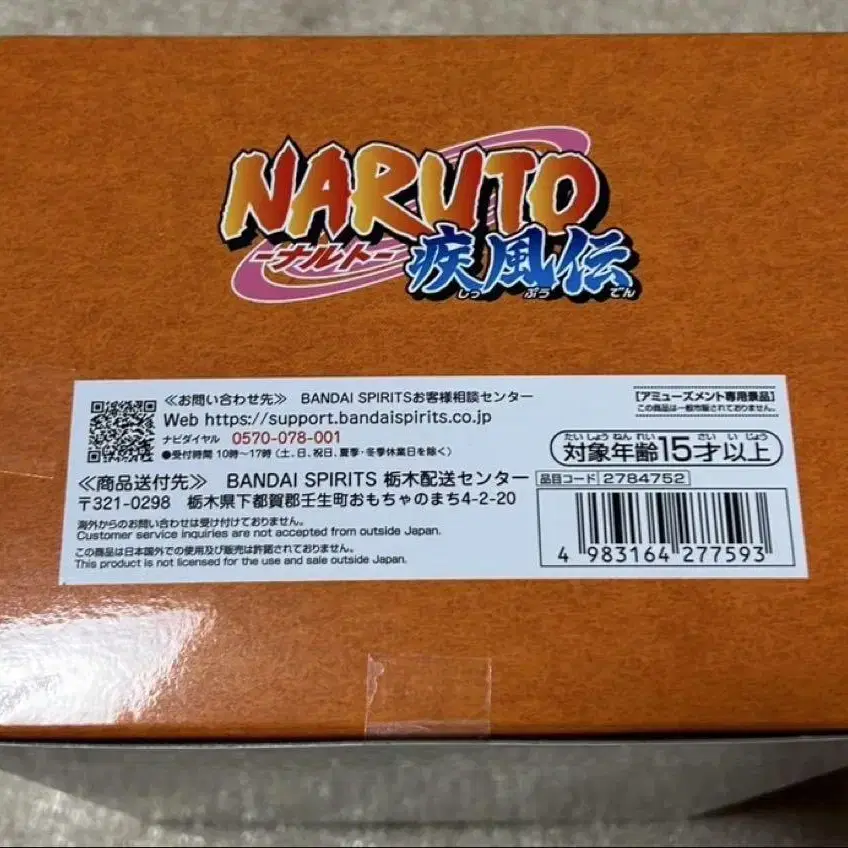 NARUTO
-ナルト-
疾風伝
しっ ぷう でん
≪お問い合わせ先≫ BANDAI SPIRITSお客様相談センター
Web https://support.bandaispirits.co.jp
ナビダイヤル 0570-078-001
●受付時間 10時〜17時（土、日、祝日、夏季・冬季休業日を除く）
≪商品送付先≫ BANDAI SPIRITS 栃木配送センター
〒321-0298 栃木県下都賀郡壬生町おもちゃのまち4-2-20
海外からのお問い合わせは受け付けておりません。
Customer service inquiries are not accepted from outside Japan.
この商品は日本国外での使用及び販売は許諾されておりません。
This product is not licensed for the use and sale outside Japan.
【アミューズメント専用景品】
この商品は一般市販されておりません。
たいしょうねんれい さいいじょう
対象年齢15才以上
品目コード 2784752
4 983164 277593